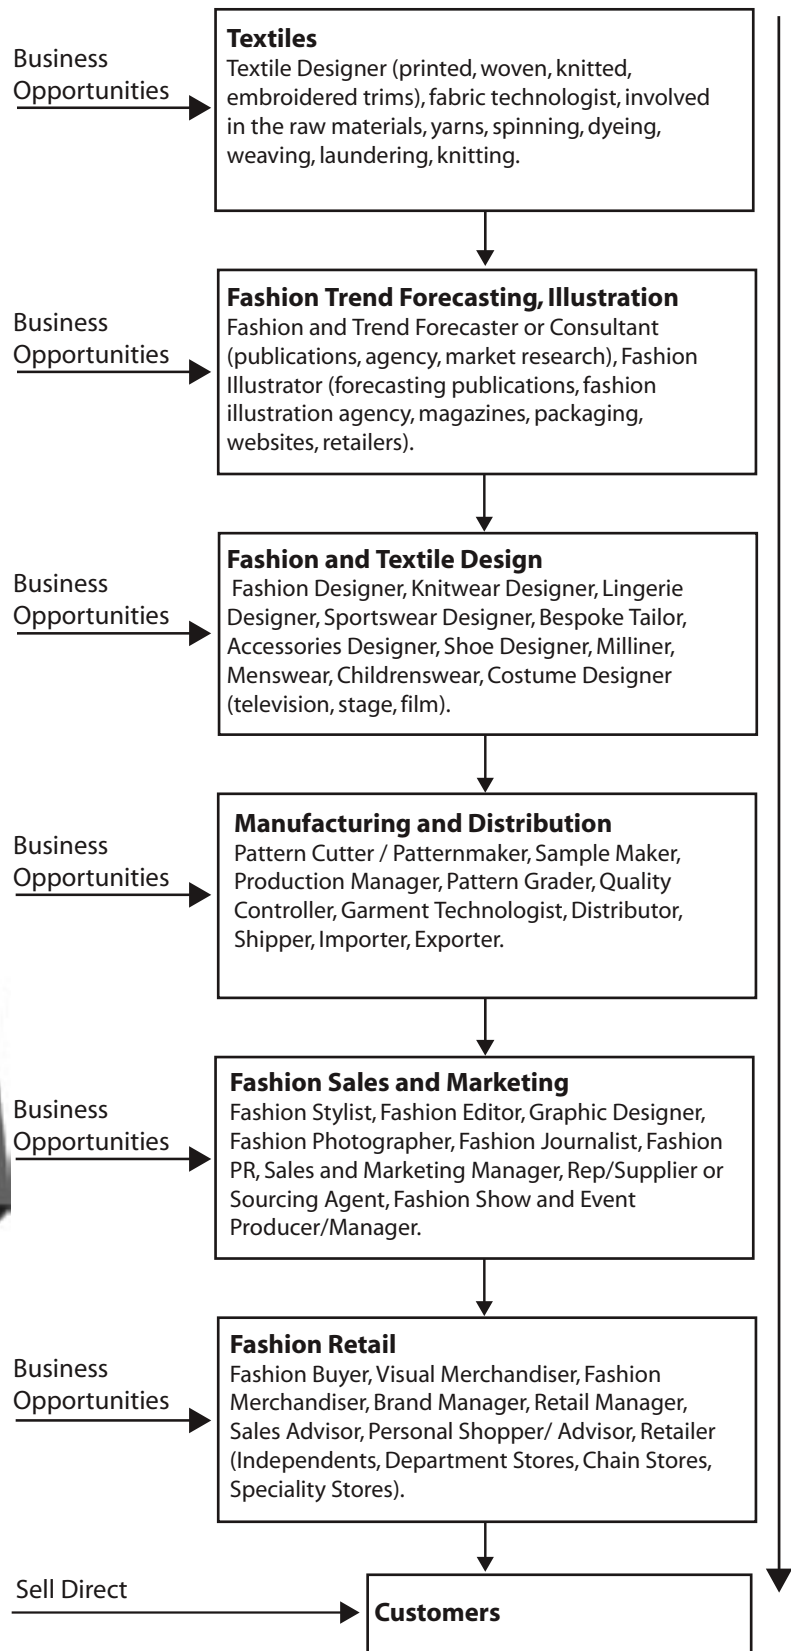 Textiles
Business
Opportunities
Textile Designer (printed, woven, knitted,
embroidered trims), fabric technologist, involved
in the raw materials, yarns, spinning, dyeing,
weaving, laundering, knitting.
Fashion Trend Forecasting, Illustration
Business
Opportunities
Fashion and Trend Forecaster or Consultant
(publications, agency, market research), Fashion
Illustrator (forecasting publications, fashion
illustration agency, magazines, packaging,
websites, retailers).
Fashion and Textile Design
Business
Opportunities
Fashion Designer, Knitwear Designer, Lingerie
Designer, Sportswear Designer, Bespoke Tailor,
Accessories Designer, Shoe Designer, Milliner,
Menswear, Childrenswear, Costume Designer
(television, stage, film).
Manufacturing and Distribution
Business
Opportunities
Pattern Cutter / Patternmaker, Sample Maker,
Production Manager, Pattern Grader, Quality
Controller, Garment Technologist, Distributor,
Shipper, Importer, Exporter.
Fashion Sales and Marketing
Business
Opportunities
Fashion Stylist, Fashion Editor, Graphic Designer,
Fashion Photographer, Fashion Journalist, Fashion
PR, Sales and Marketing Manager, Rep/Supplier or
Sourcing Agent, Fashion Show and Event
Producer/Manager.
Fashion Retail
Business
Opportunities
Fashion Buyer, Visual Merchandiser, Fashion
Merchandiser, Brand Manager, Retail Manager,
Sales Advisor, Personal Shopper/ Advisor, Retailer
(Independents, Department Stores, Chain Stores,
Speciality Stores).
Sell Direct
Customers